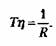 Tη = 1/R.